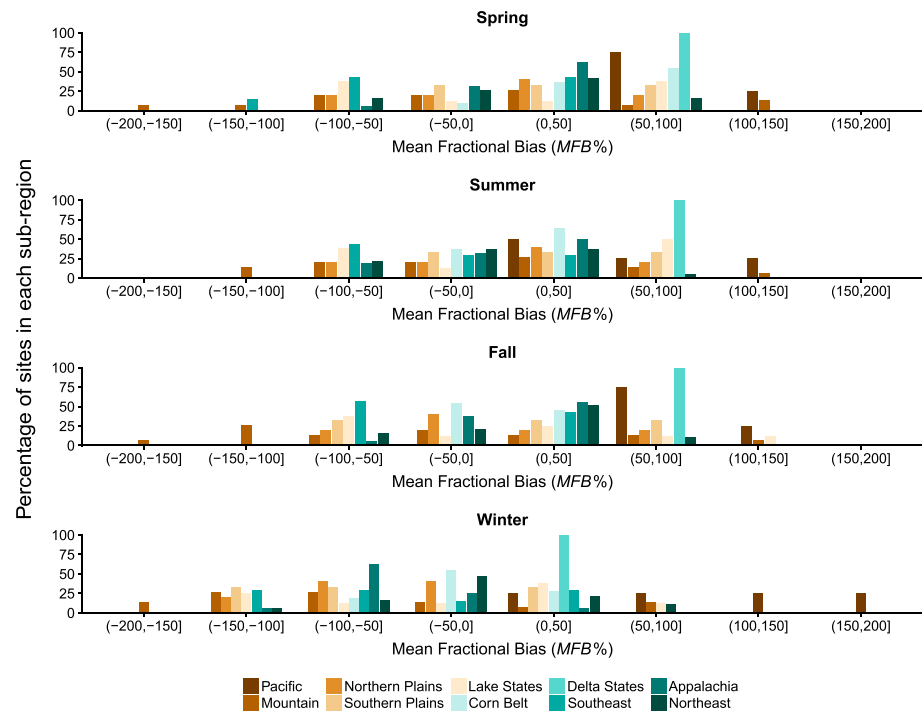 Spring
100
75
50
25
0
(−200,−150] (−150,−100] (−100,−50] (−50,0] (0,50] (50,100] (100,150] (150,200]
Mean Fractional Bias (MFB%)
Summer
100
75
50
25
0
(−200,−150] (−150,−100] (−100,−50] (−50,0] (0,50] (50,100] (100,150] (150,200]
Mean Fractional Bias (MFB%)
Fall
100
75
50
25
0
(−200,−150] (−150,−100] (−100,−50] (−50,0] (0,50] (50,100] (100,150] (150,200]
Mean Fractional Bias (MFB%)
Winter
100
75
50
25
0
(−200,−150] (−150,−100] (−100,−50] (−50,0] (0,50] (50,100] (100,150] (150,200]
Mean Fractional Bias (MFB%)
Percentage of sites in each sub-region
Pacific Northern Plains Lake States Delta States Appalachia
Mountain Southern Plains Corn Belt Southeast Northeast